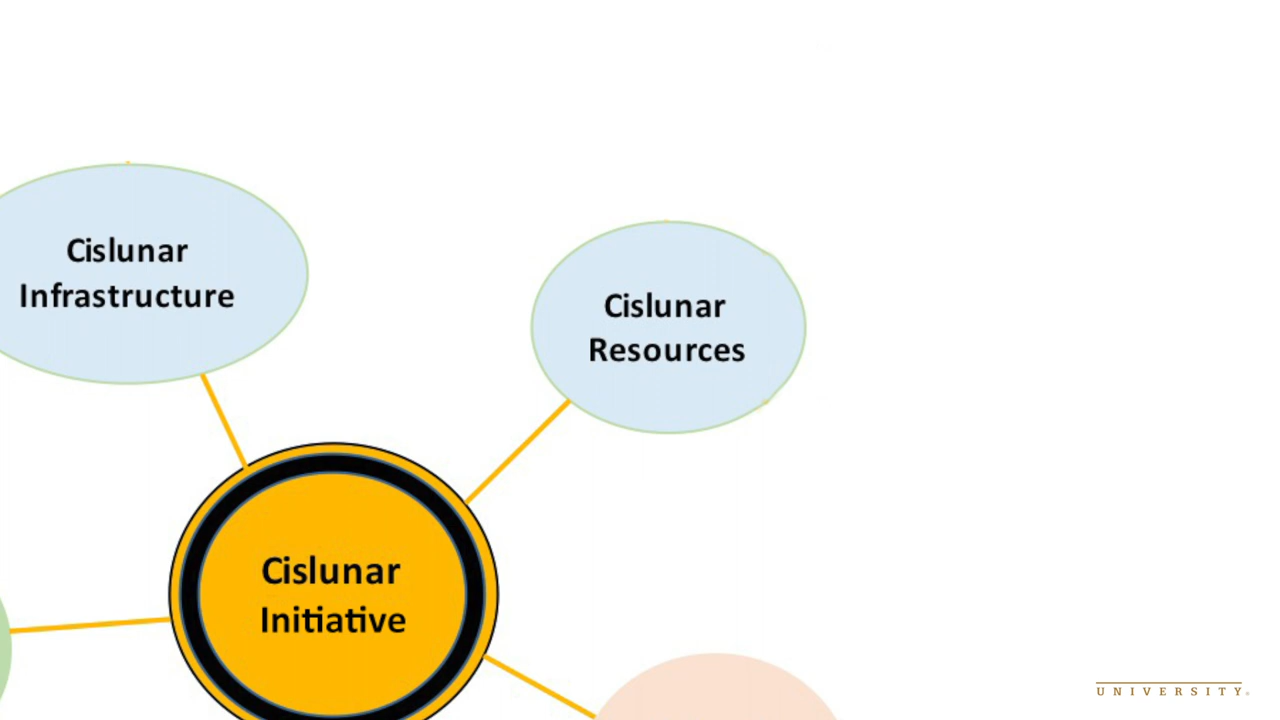 Cislunar
Infrastructure
Cislunar
Resources
Cislunar
Initiative
UNIVERSITY®